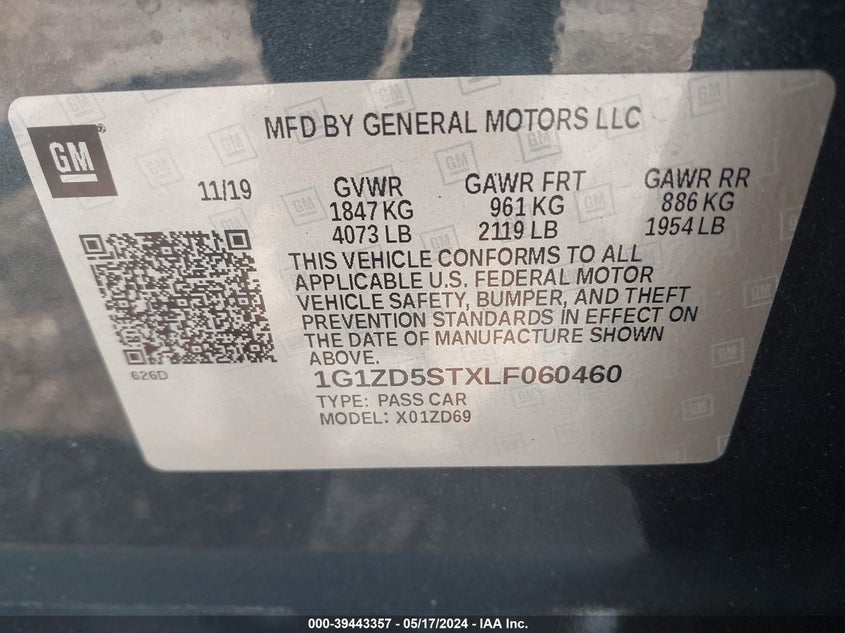 MFD BY GENERAL MOTORS LLC
GM
11/19
GVWR
1847 KG
4073 LB
GAWR FRT
961 KG
2119 LB
GAWR RR
886 KG
1954 LB
THIS VEHICLE CONFORMS TO ALL
APPLICABLE U.S. FEDERAL MOTOR
VEHICLE SAFETY, BUMPER, AND THEFT
PREVENTION STANDARDS IN EFFECT ON
THE DATE OF MANUFACTURE SHOWN
ABOVE.
626D
1G1ZD5STXLF060460
TYPE: PASS CAR
MODEL: X01ZD69
000-39443357 - 05/17/2024 - IAA Inc.